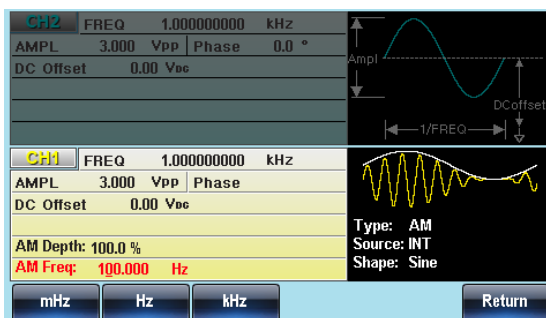 CH2 FREQ 1.000000000 kHz
AMPL 3.000 Vpp Phase 0.0 °
DC Offset 0.00 VDC
Ampl
DCoffset
1/FREQ
CH1 FREQ 1.000000000 kHz
AMPL 3.000 Vpp Phase
DC Offset 0.00 VDC
AM Depth: 100.0 %
AM Freq: 100.000 Hz
Type: AM
Source: INT
Shape: Sine
mHz Hz kHz Return